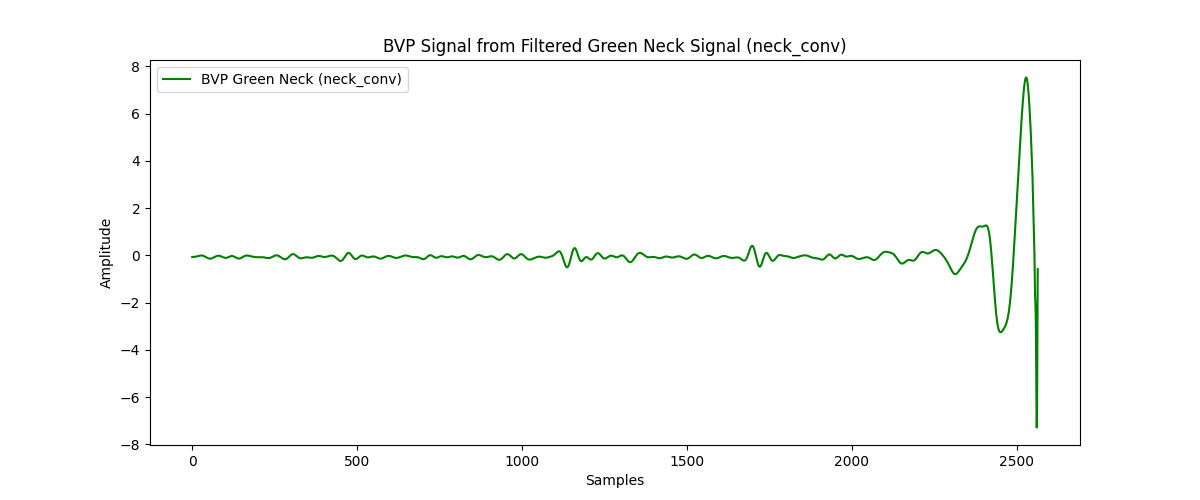 BVP Signal from Filtered Green Neck Signal (neck_conv)
BVP Green Neck (neck_conv)
8
6
4
2
0
−2
−4
−6
−8
Amplitude
0 500 1000 1500 2000 2500
Samples